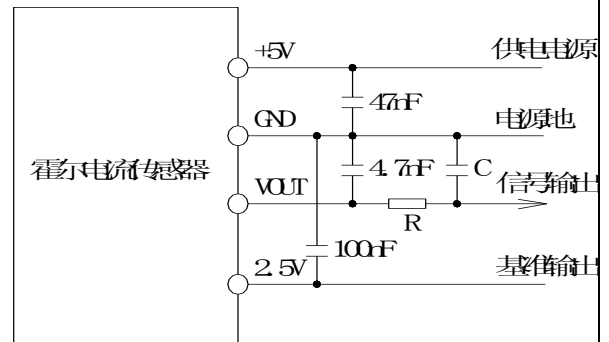 +5V
供电电源
47nF
GND
电源地
霍尔电流传感器
4.7nF
C
VOUT
信号输出
R
100nF
2.5V
基准输出